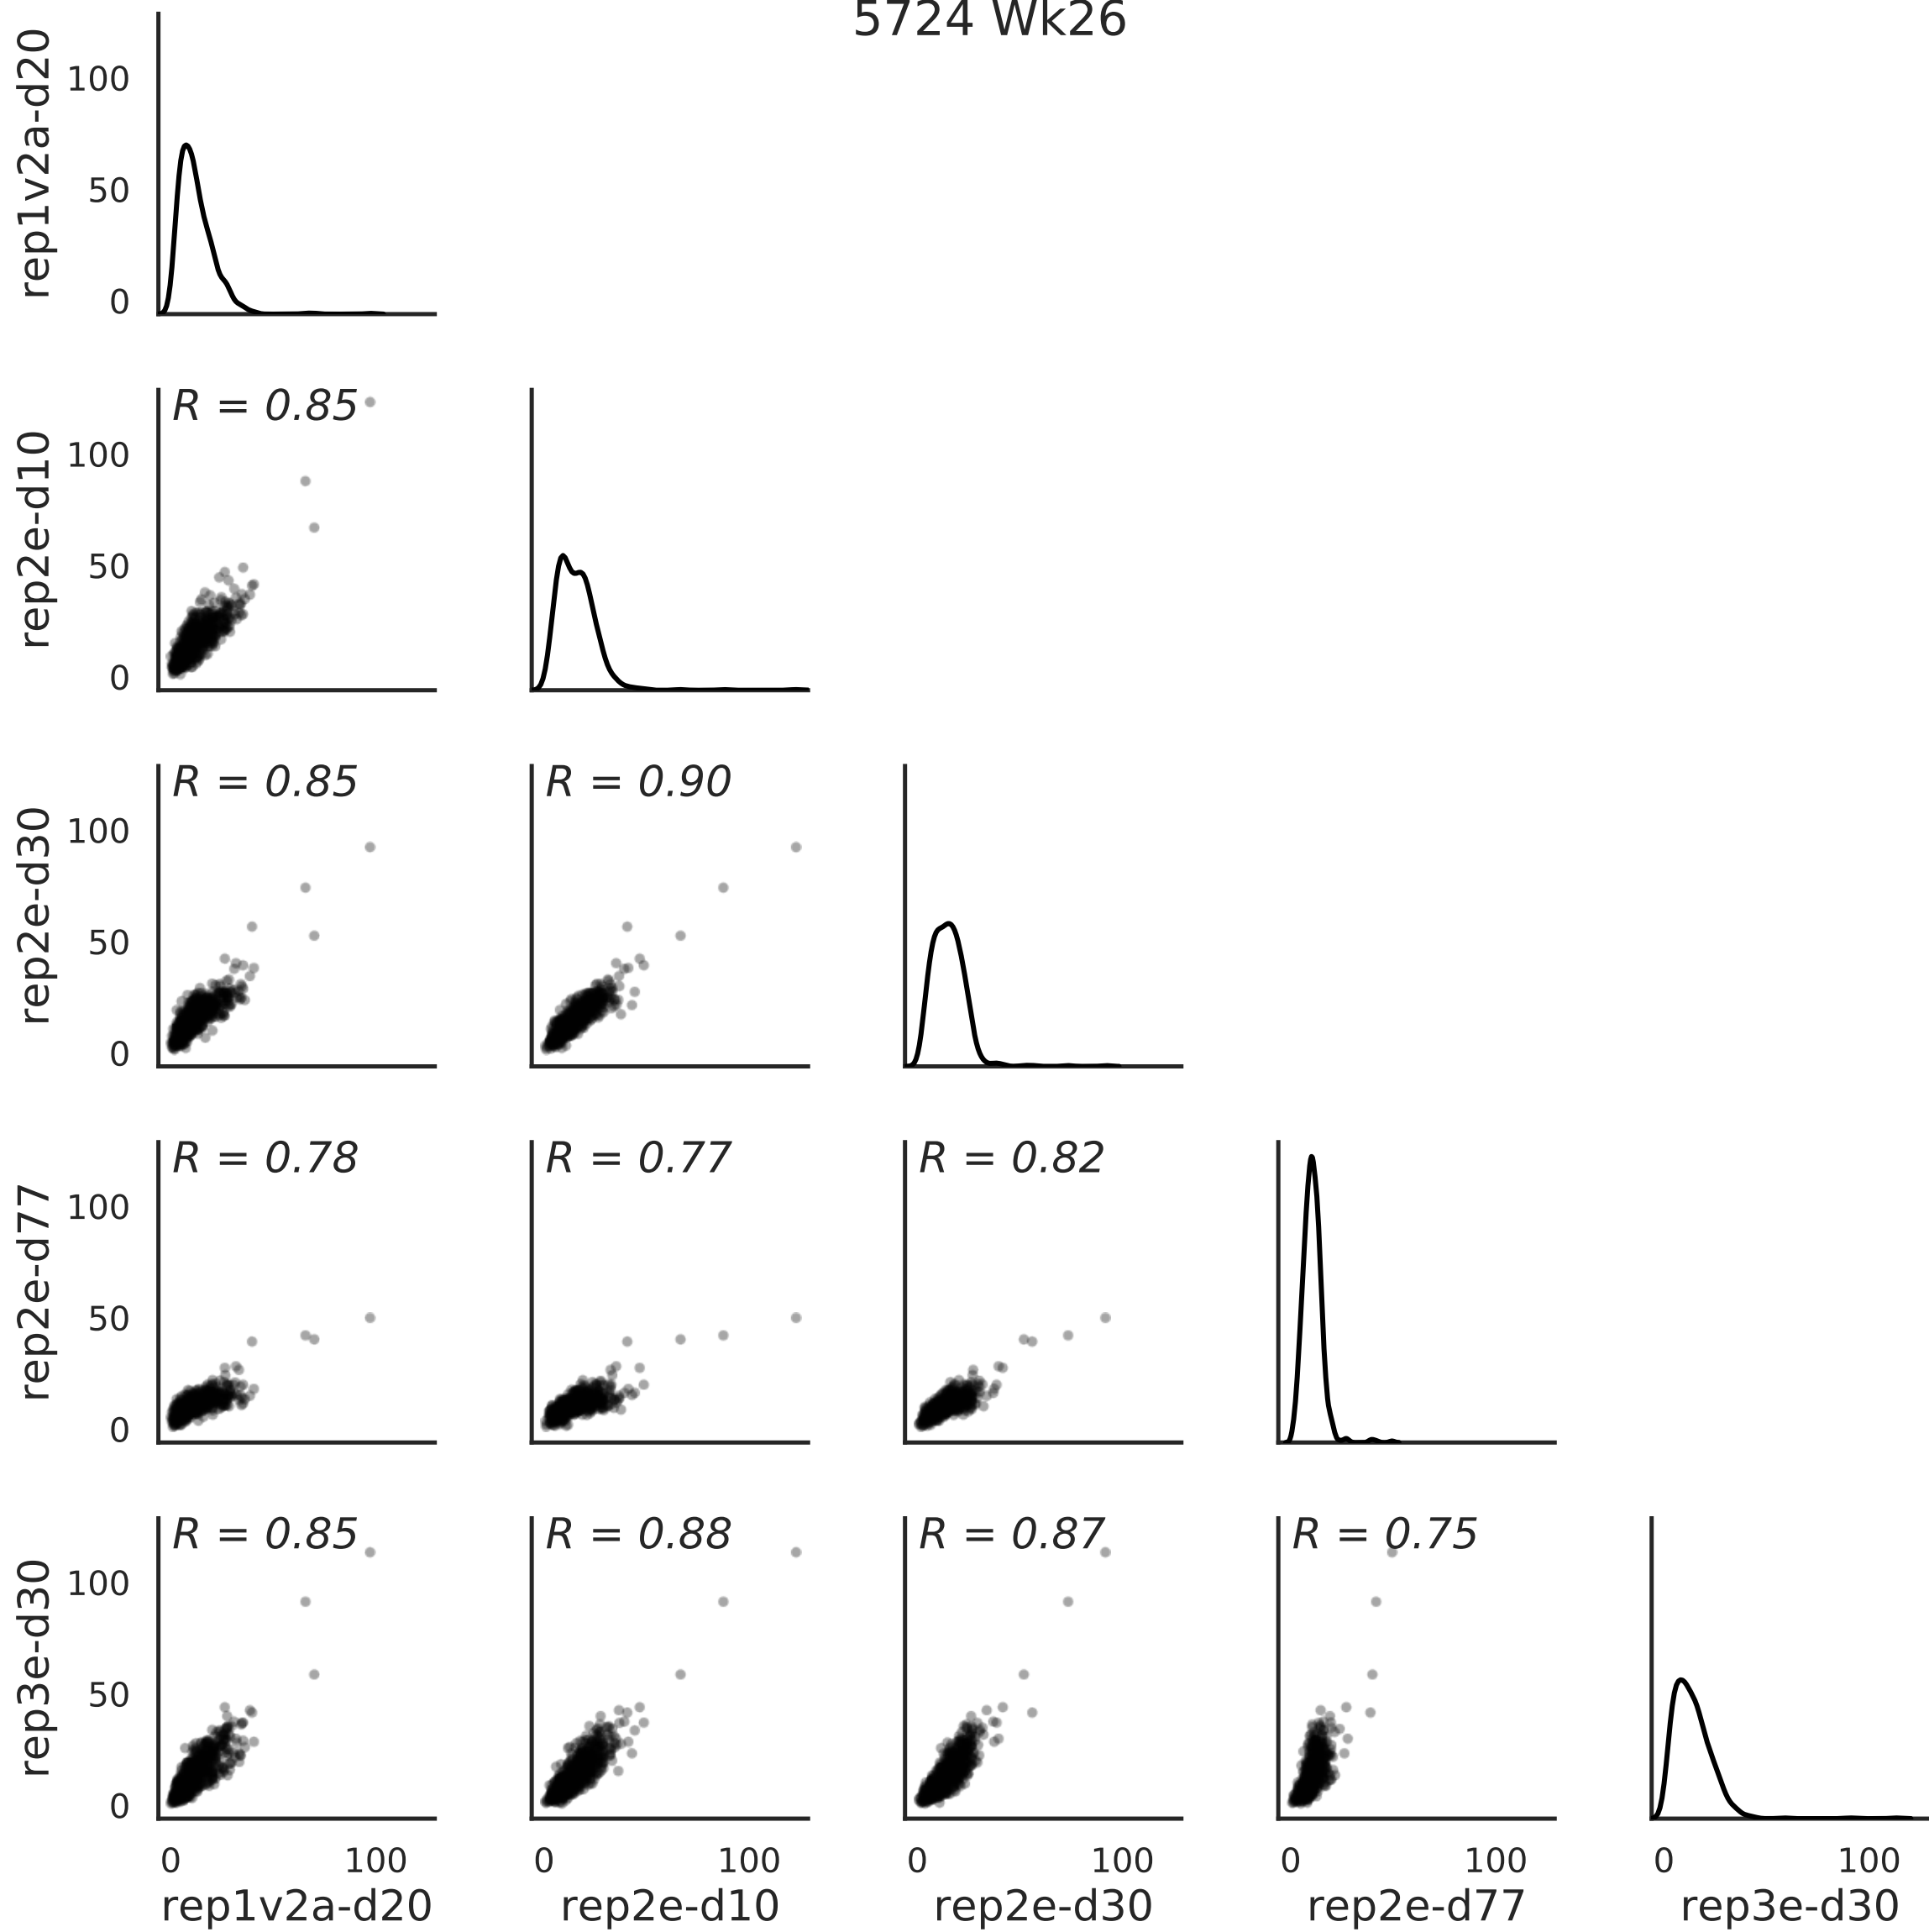 5724 Wk26
rep1v2a-d20
100
50
0
rep2e-d10
100
50
0
R = 0.85
rep2e-d30
100
50
0
R = 0.85
R = 0.90
rep2e-d77
100
50
0
R = 0.78
R = 0.77
R = 0.82
rep3e-d30
100
50
0
R = 0.85
R = 0.88
R = 0.87
R = 0.75
0 100
0 100
0 100
0 100
0 100
rep1v2a-d20
rep2e-d10
rep2e-d30
rep2e-d77
rep3e-d30